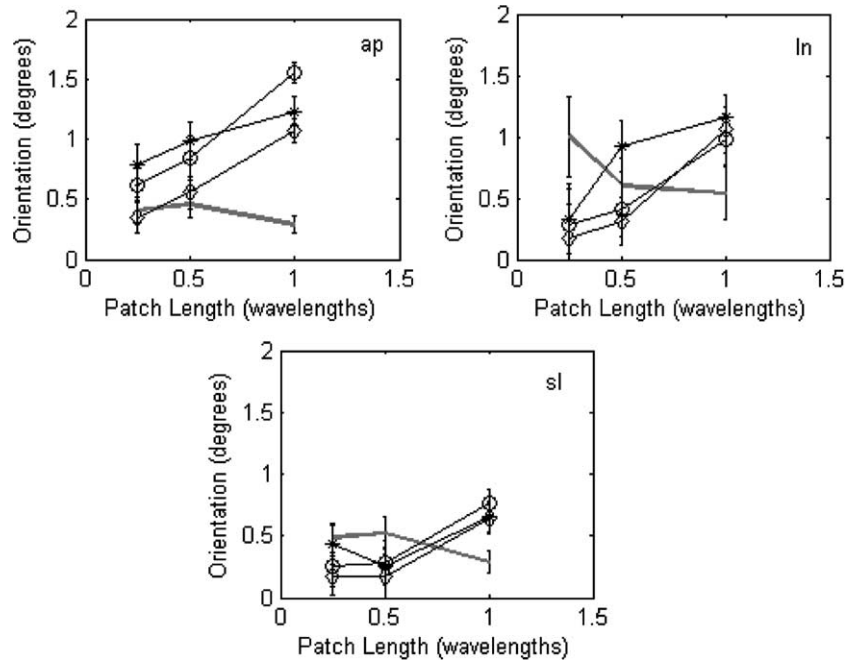 2
1.5
1
0.5
0
Orientation (degrees)
ap
0 0.5 1 1.5
Patch Length (wavelengths)
2
1.5
1
0.5
0
Orientation (degrees)
ln
0 0.5 1 1.5
Patch Length (wavelengths)
2
1.5
1
0.5
0
Orientation (degrees)
sl
0 0.5 1 1.5
Patch Length (wavelengths)